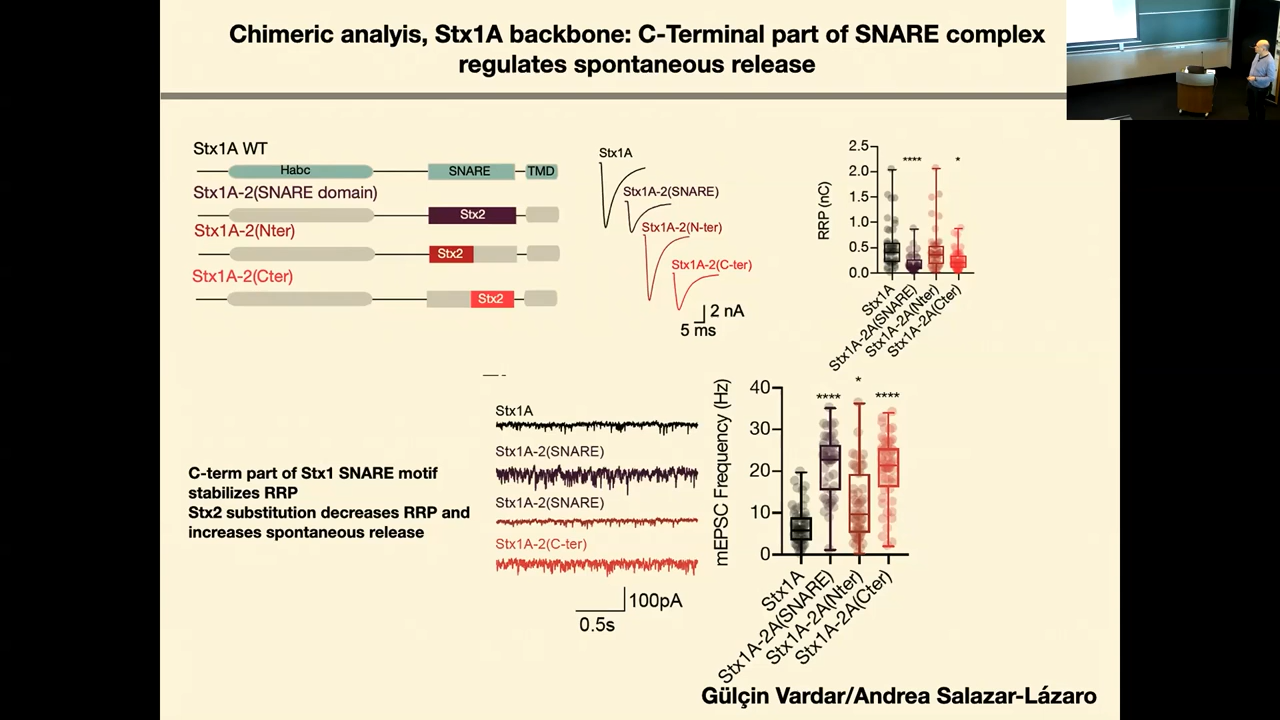 Chimeric analyis, Stx1A backbone: C-Terminal part of SNARE complex
regulates spontaneous release
Stx1A WT
Habc
SNARE
TMD
Stx1A-2(SNARE domain)
Stx2
Stx1A-2(Nter)
Stx2
Stx1A-2(Cter)
Stx2
Stx1A
Stx1A-2(SNARE)
Stx1A-2(N-ter)
Stx1A-2(C-ter)
2 nA
5 ms
RRP (nC)
2.5
2.0
1.5
1.0
0.5
0.0
****
*
Stx1A
Stx1A-2A(SNARE)
Stx1A-2A(Nter)
Stx1A-2A(Cter)
C-term part of Stx1 SNARE motif
stabilizes RRP
Stx2 substitution decreases RRP and
increases spontaneous release
Stx1A
Stx1A-2(SNARE)
Stx1A-2(SNARE)
Stx1A-2(C-ter)
100pA
0.5s
mEPSC Frequency (Hz)
40
30
20
10
0
****
*
****
Stx1A
Stx1A-2A(SNARE)
Stx1A-2A(Nter)
Stx1A-2A(Cter)
Gülçin Vardar/Andrea Salazar-Lázaro